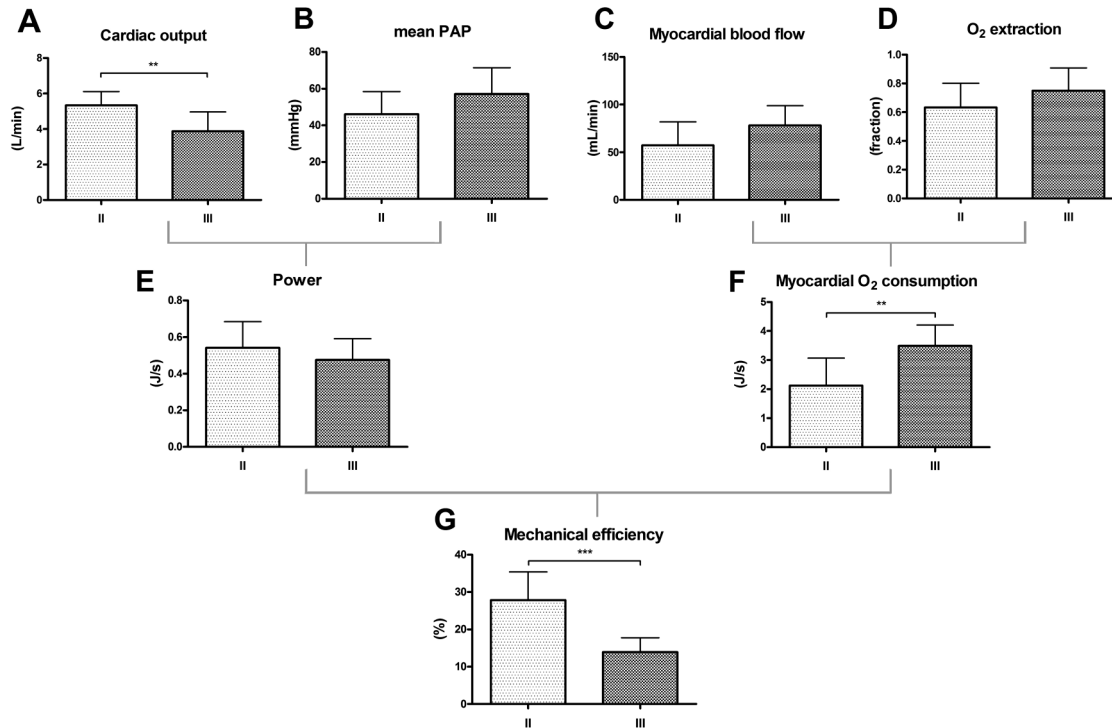 A
Cardiac output
**
(L/min)
8
6
4
2
0
II III
B
mean PAP
(mmHg)
80
60
40
20
0
II III
C
Myocardial blood flow
(mL/min)
150
100
50
0
II III
D
O₂ extraction
(fraction)
1.0
0.8
0.6
0.4
0.2
0.0
II III
E
Power
(J/s)
0.8
0.6
0.4
0.2
0.0
II III
F
Myocardial O₂ consumption
**
(J/s)
5
4
3
2
1
0
II III
G
Mechanical efficiency
***
(%)
40
30
20
10
0
II III